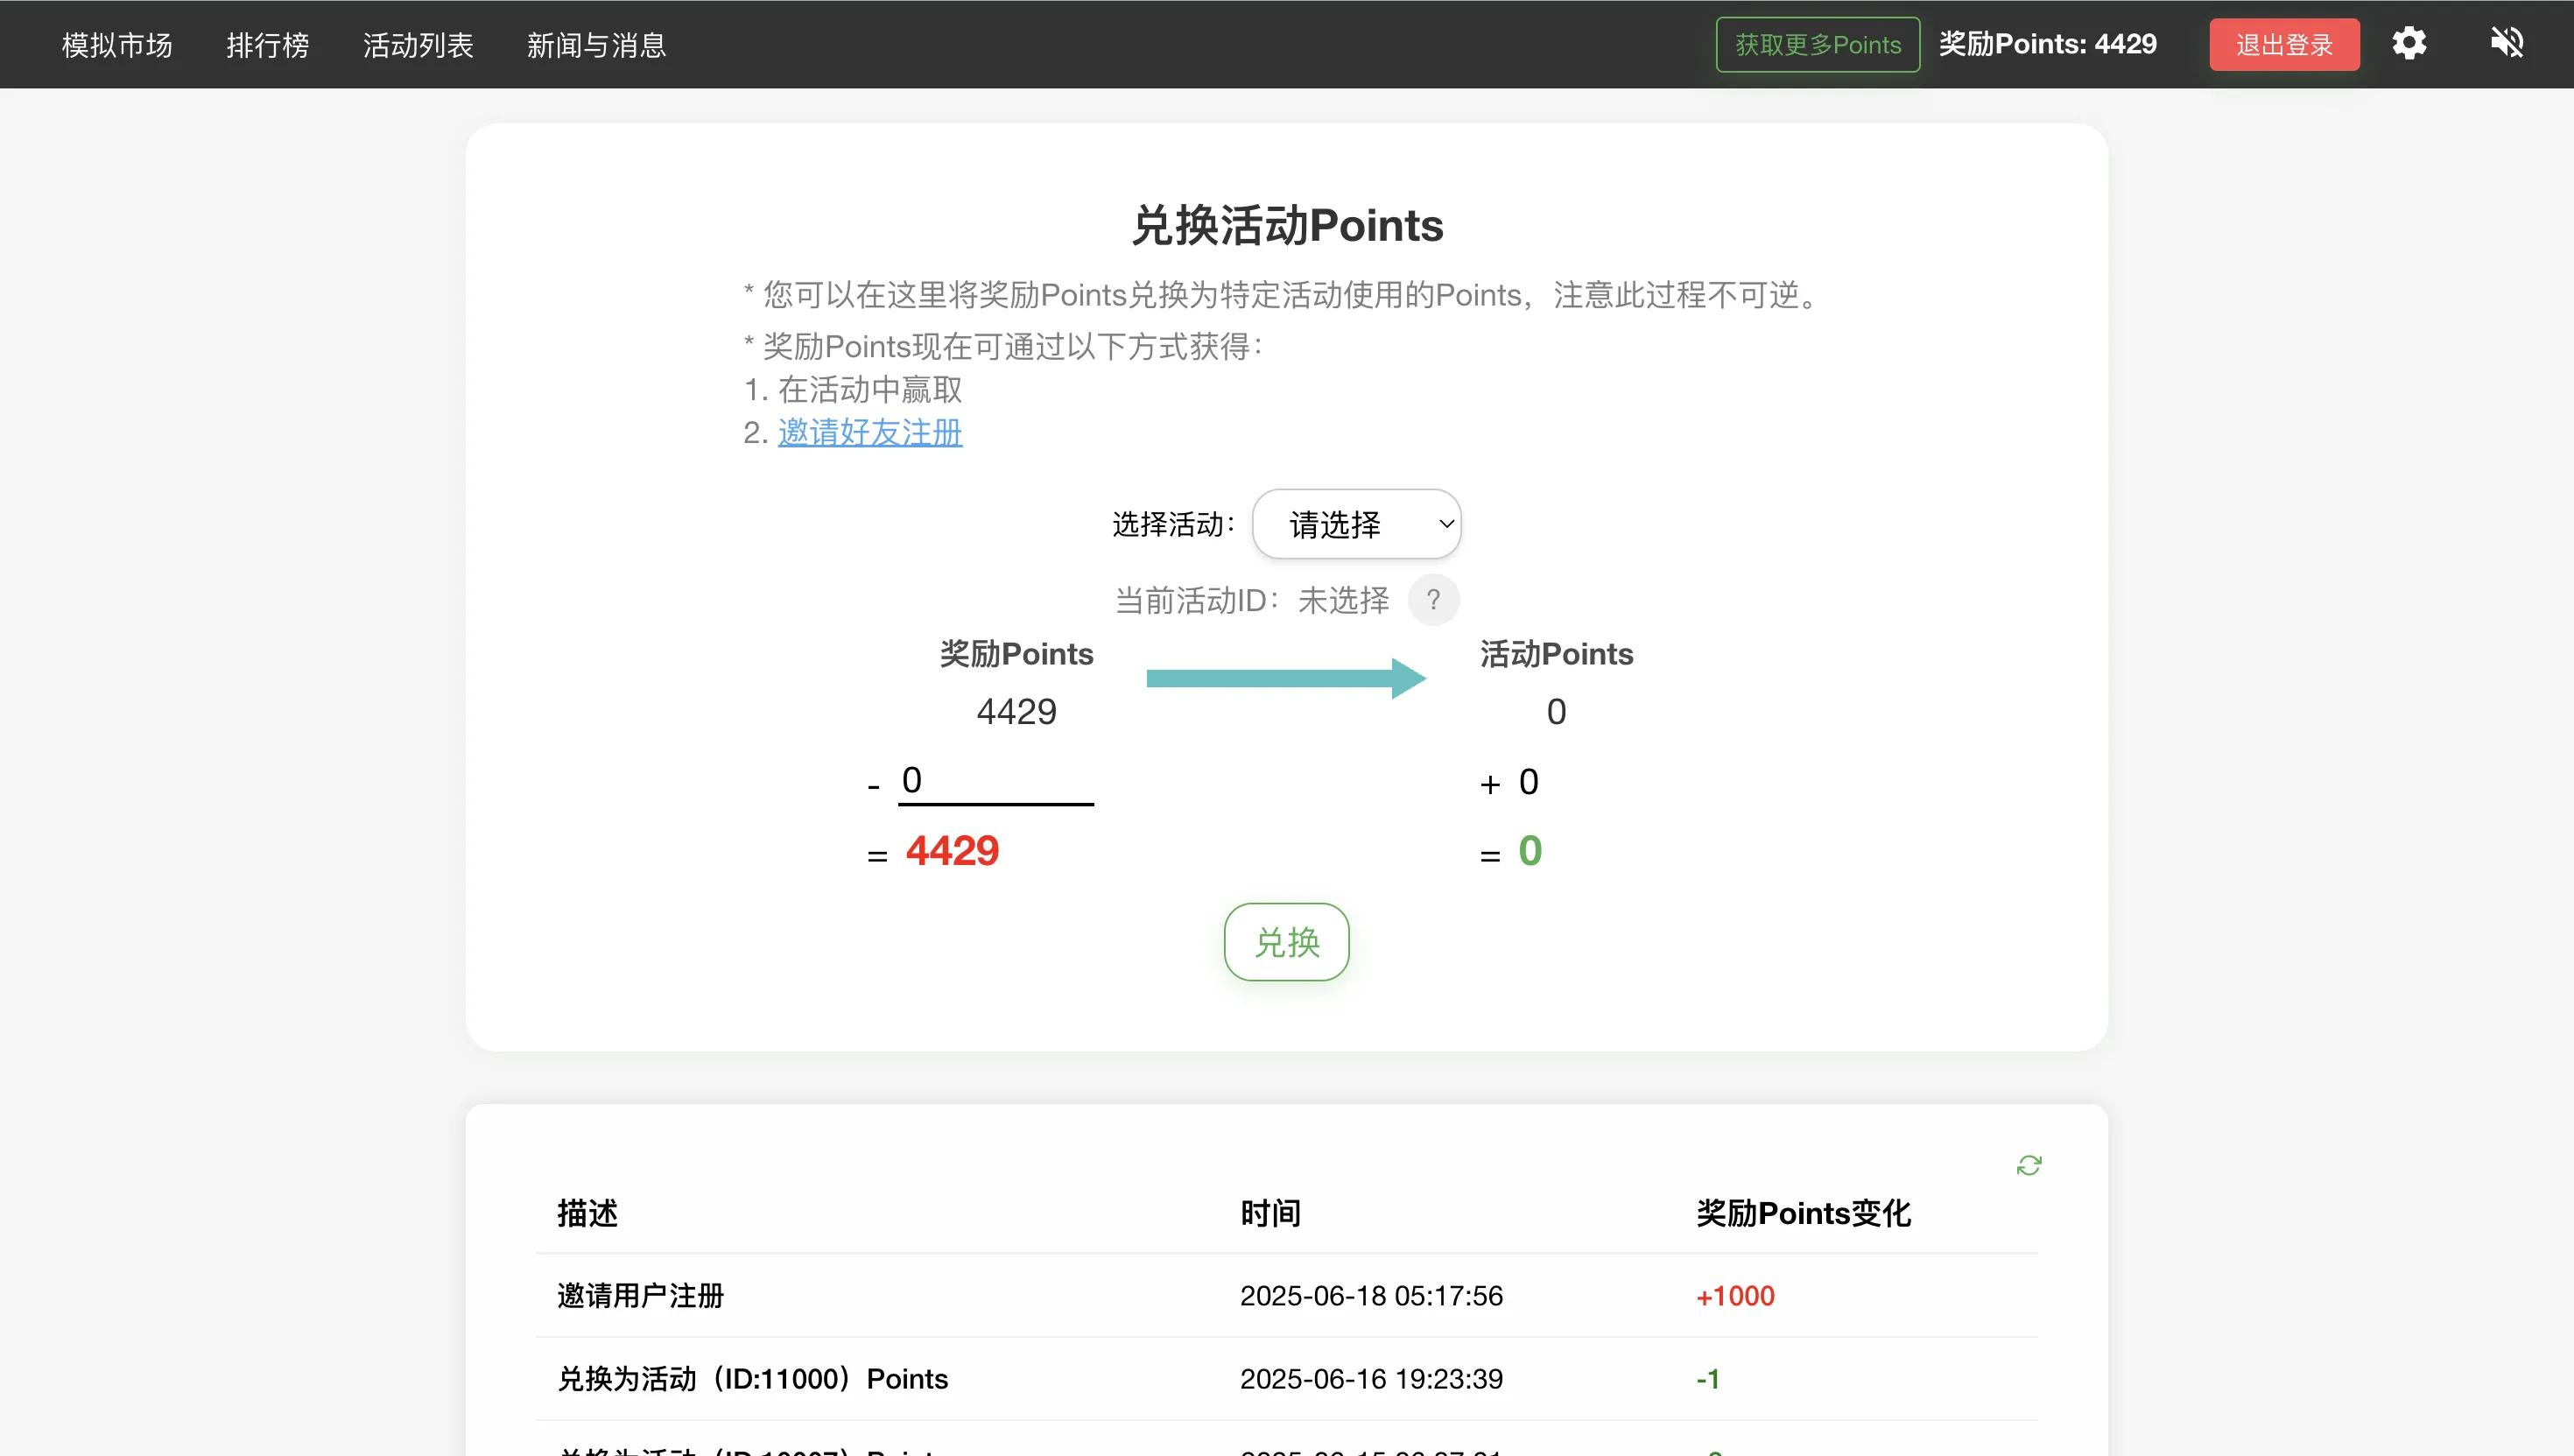 模拟市场 排行榜 活动列表 新闻与消息 获取更多Points 奖励Points: 4429 退出登录
兑换活动Points
* 您可以在这里将奖励Points兑换为特定活动使用的Points，注意此过程不可逆。
* 奖励Points现在可通过以下方式获得：
1. 在活动中赢取
2. 邀请好友注册
选择活动： 请选择
当前活动ID：未选择 ?
奖励Points 活动Points
4429 0
- 0 + 0
= 4429 = 0
兑换
描述 时间 奖励Points变化
邀请用户注册 2025-06-18 05:17:56 +1000
兑换为活动（ID:11000）Points 2025-06-16 19:23:39 -1